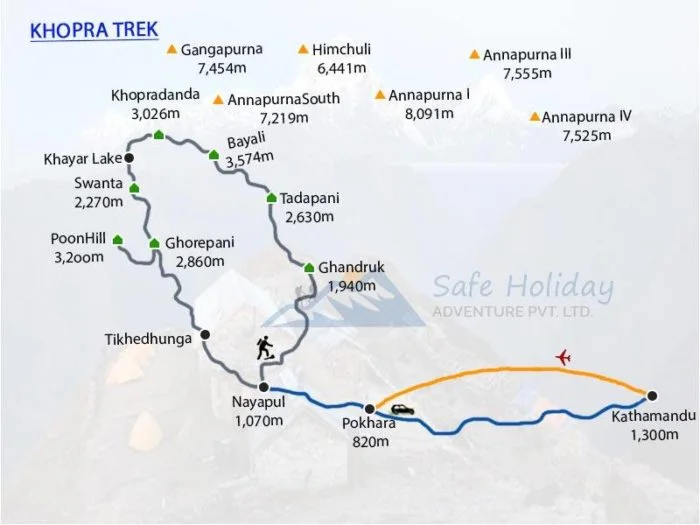 KHOPRA TREK
Gangapurna
7,454m
Himchuli
6,441m
Annapurna III
7,555m
Khopradanda
3,026m
AnnapurnaSouth
7,219m
Annapurna I
8,091m
Annapurna IV
7,525m
Bayali
3,574m
Khayar Lake
Swanta
2,270m
Tadapani
2,630m
PoonHill
3,2oom
Ghorepani
2,860m
Ghandruk
1,940m
Safe Holiday
ADVENTURE PVT. LTD.
Tikhedhunga
Nayapul
1,070m
Pokhara
820m
Kathamandu
1,300m